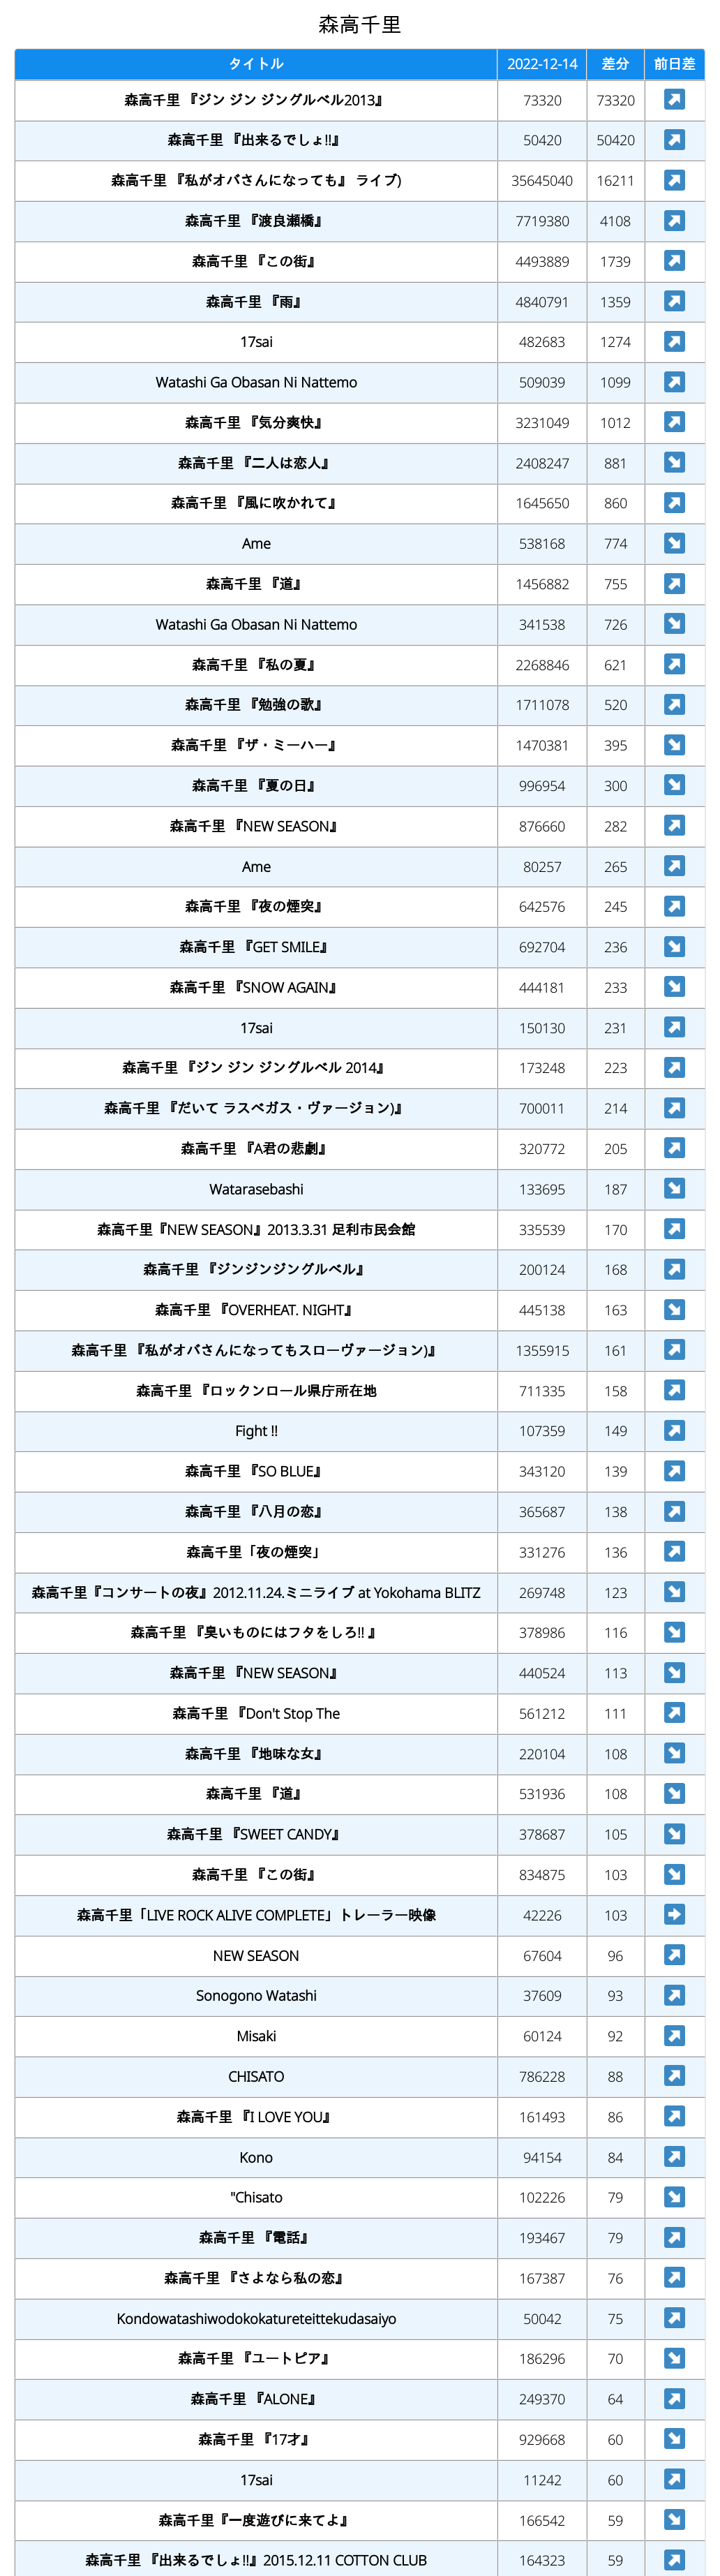 森高千里
タイトル 2022-12-14 差分 前日差
森高千里 『ジン ジン ジングルベル2013』 73320 73320
森高千里 『出来るでしょ!!』 50420 50420
森高千里 『私がオバさんになっても』 ライブ) 35645040 16211
森高千里 『渡良瀬橋』 7719380 4108
森高千里 『この街』 4493889 1739
森高千里 『雨』 4840791 1359
17sai 482683 1274
Watashi Ga Obasan Ni Nattemo 509039 1099
森高千里 『気分爽快』 3231049 1012
森高千里 『二人は恋人』 2408247 881
森高千里 『風に吹かれて』 1645650 860
Ame 538168 774
森高千里 『道』 1456882 755
Watashi Ga Obasan Ni Nattemo 341538 726
森高千里 『私の夏』 2268846 621
森高千里 『勉強の歌』 1711078 520
森高千里 『ザ・ミーハー』 1470381 395
森高千里 『夏の日』 996954 300
森高千里 『NEW SEASON』 876660 282
Ame 80257 265
森高千里 『夜の煙突』 642576 245
森高千里 『GET SMILE』 692704 236
森高千里 『SNOW AGAIN』 444181 233
17sai 150130 231
森高千里 『ジン ジン ジングルベル 2014』 173248 223
森高千里 『だいて ラスベガス・ヴァージョン)』 700011 214
森高千里 『A君の悲劇』 320772 205
Watarasebashi 133695 187
森高千里『NEW SEASON』2013.3.31 足利市民会館 335539 170
森高千里 『ジンジンジングルベル』 200124 168
森高千里 『OVERHEAT. NIGHT』 445138 163
森高千里 『私がオバさんになってもスローヴァージョン)』 1355915 161
森高千里 『ロックンロール県庁所在地 711335 158
Fight !! 107359 149
森高千里 『SO BLUE』 343120 139
森高千里 『八月の恋』 365687 138
森高千里「夜の煙突」 331276 136
森高千里『コンサートの夜』2012.11.24.ミニライブ at Yokohama BLITZ 269748 123
森高千里 『臭いものにはフタをしろ!! 』 378986 116
森高千里 『NEW SEASON』 440524 113
森高千里 『Don't Stop The 561212 111
森高千里 『地味な女』 220104 108
森高千里 『道』 531936 108
森高千里 『SWEET CANDY』 378687 105
森高千里 『この街』 834875 103
森高千里「LIVE ROCK ALIVE COMPLETE」トレーラー映像 42226 103
NEW SEASON 67604 96
Sonogono Watashi 37609 93
Misaki 60124 92
CHISATO 786228 88
森高千里 『I LOVE YOU』 161493 86
Kono 94154 84
"Chisato 102226 79
森高千里 『電話』 193467 79
森高千里 『さよなら私の恋』 167387 76
Kondowatashiwodokokatureteittekudasaiyo 50042 75
森高千里 『ユートピア』 186296 70
森高千里 『ALONE』 249370 64
森高千里 『17才』 929668 60
17sai 11242 60
森高千里『一度遊びに来てよ』 166542 59
森高千里 『出来るでしょ!!』2015.12.11 COTTON CLUB 164323 59